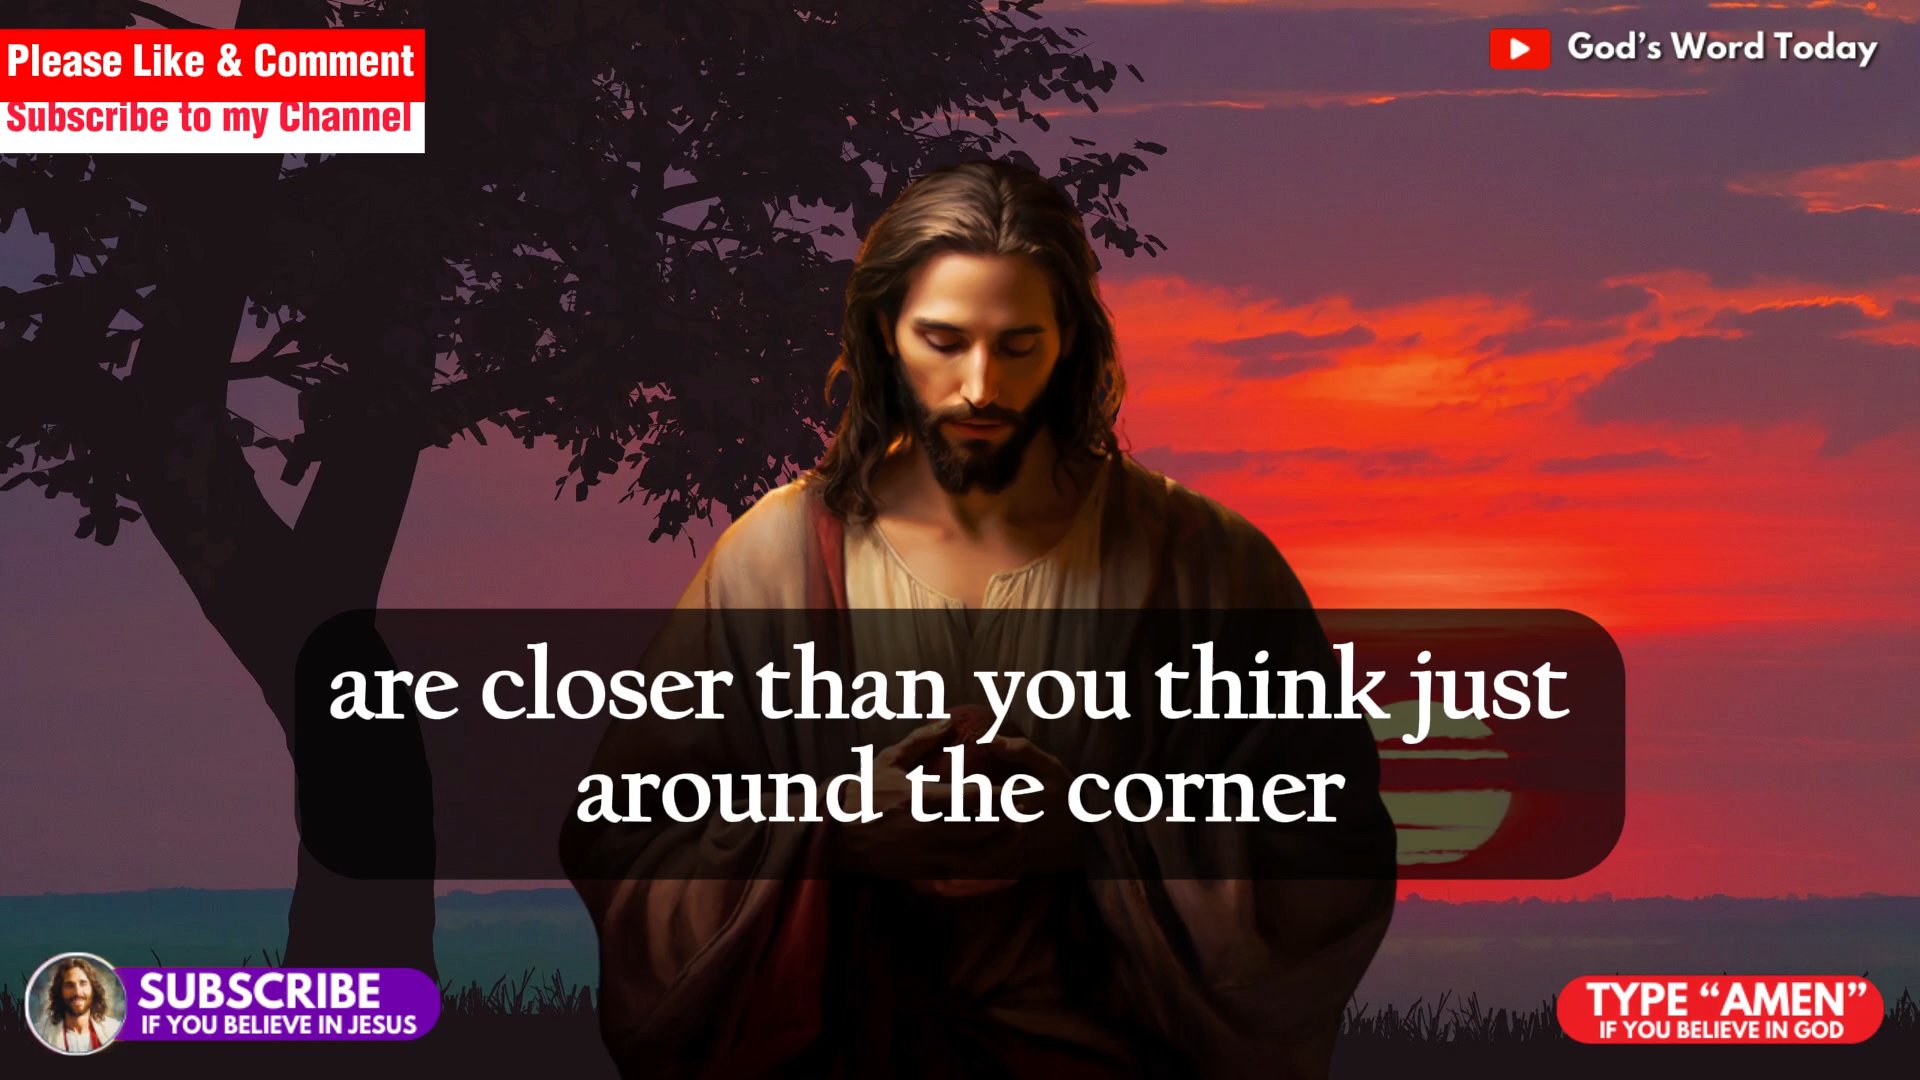 Please Like & Comment
Subscribe to my Channel
God's Word Today
are closer than you think just
around the corner
SUBSCRIBE
IF YOU BELIEVE IN JESUS
TYPE “AMEN”
IF YOU BELIEVE IN GOD